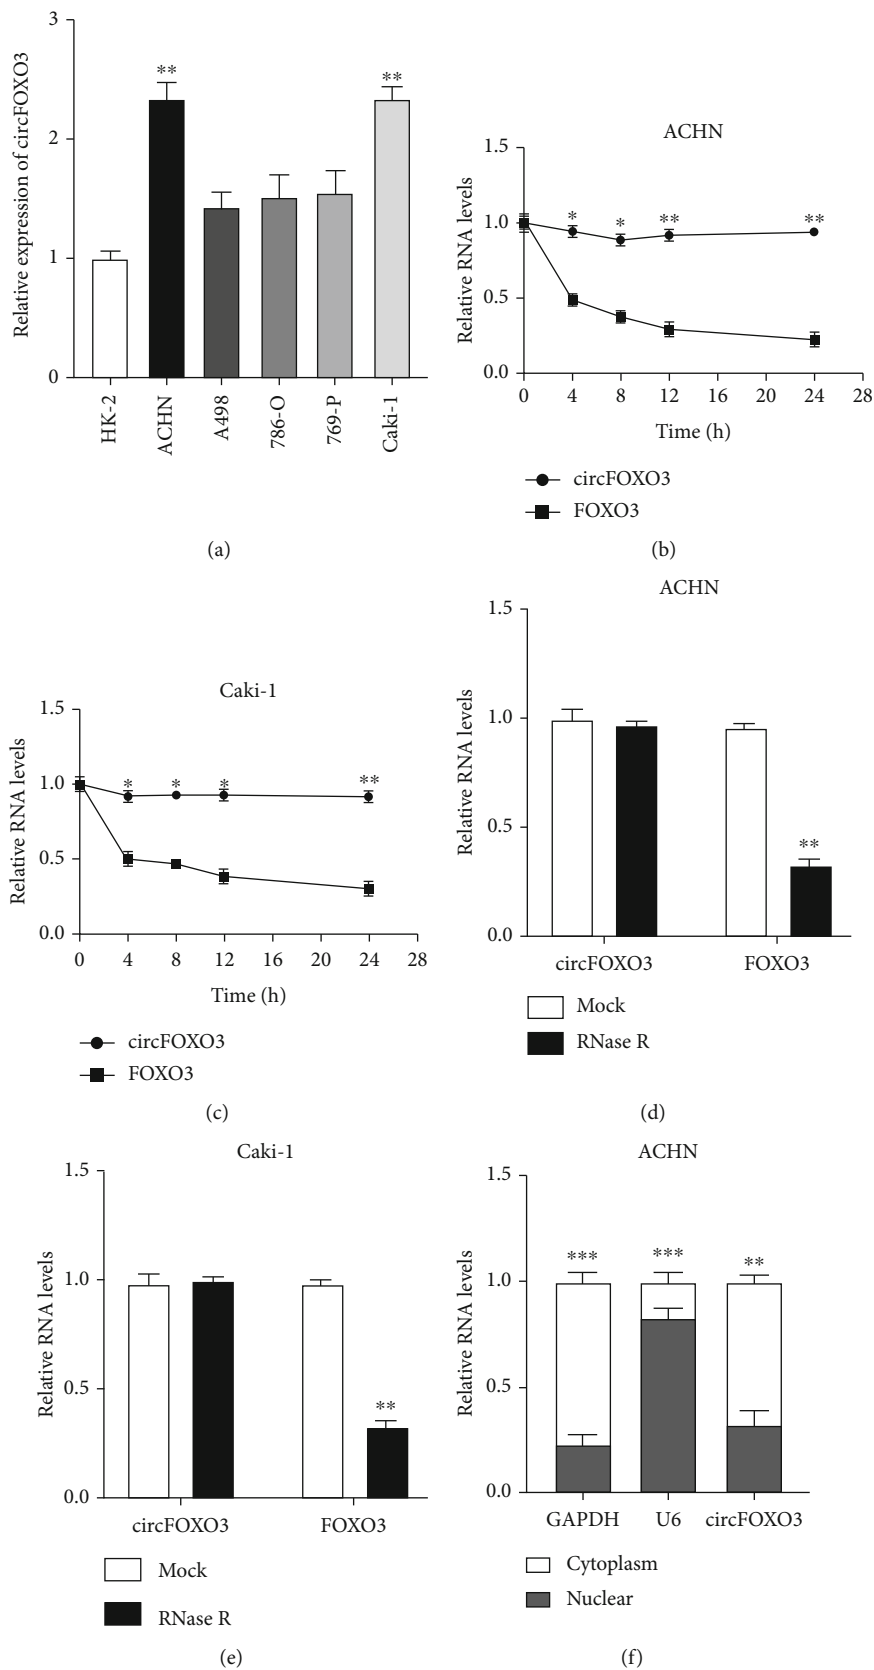 3
2
1
0
Relative expression of circFOXO3
**
**
HK-2
ACHN
A498
786-O
769-P
Caki-1
(a)
ACHN
1.5
1.0
0.5
0.0
Relative RNA levels
* * ** **
0 4 8 12 16 20 24 28
Time (h)
circFOXO3
FOXO3
(b)
Caki-1
1.5
1.0
0.5
0.0
Relative RNA levels
* * * **
0 4 8 12 16 20 24 28
Time (h)
circFOXO3
FOXO3
(c)
ACHN
1.5
1.0
0.5
0.0
Relative RNA levels
**
circFOXO3 FOXO3
Mock
RNase R
(d)
Caki-1
1.5
1.0
0.5
0.0
Relative RNA levels
**
circFOXO3 FOXO3
Mock
RNase R
(e)
ACHN
1.5
1.0
0.5
0.0
Relative RNA levels
*** *** **
GAPDH U6 circFOXO3
Cytoplasm
Nuclear
(f)